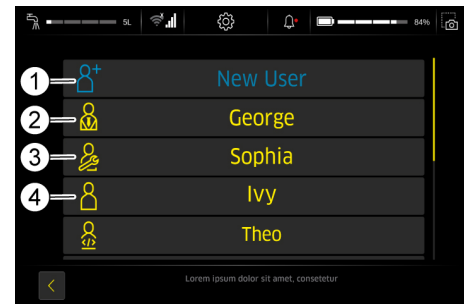 5L 84%
1 New User
2 George
3 Sophia
4 Ivy
</> Theo
Lorem ipsum dolor sit amet, consetetur